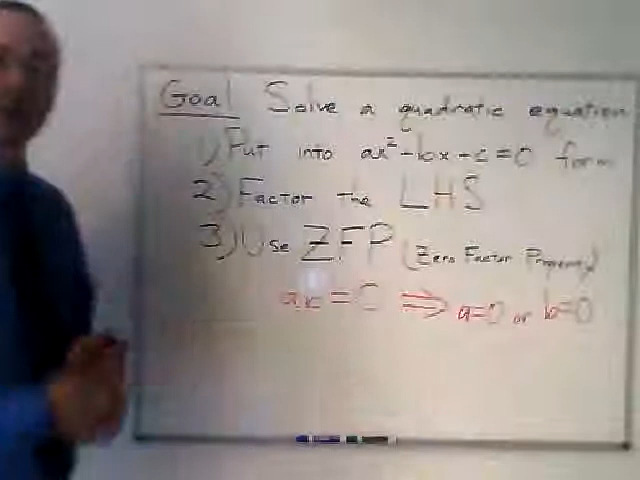 Goal Solve a quadratic equation
1) Put into ax²+bx+c=0 form
2) Factor the LHS
3) Use ZFP (Zero Factor Property)
ab=0 ⇒ a=0 or b=0